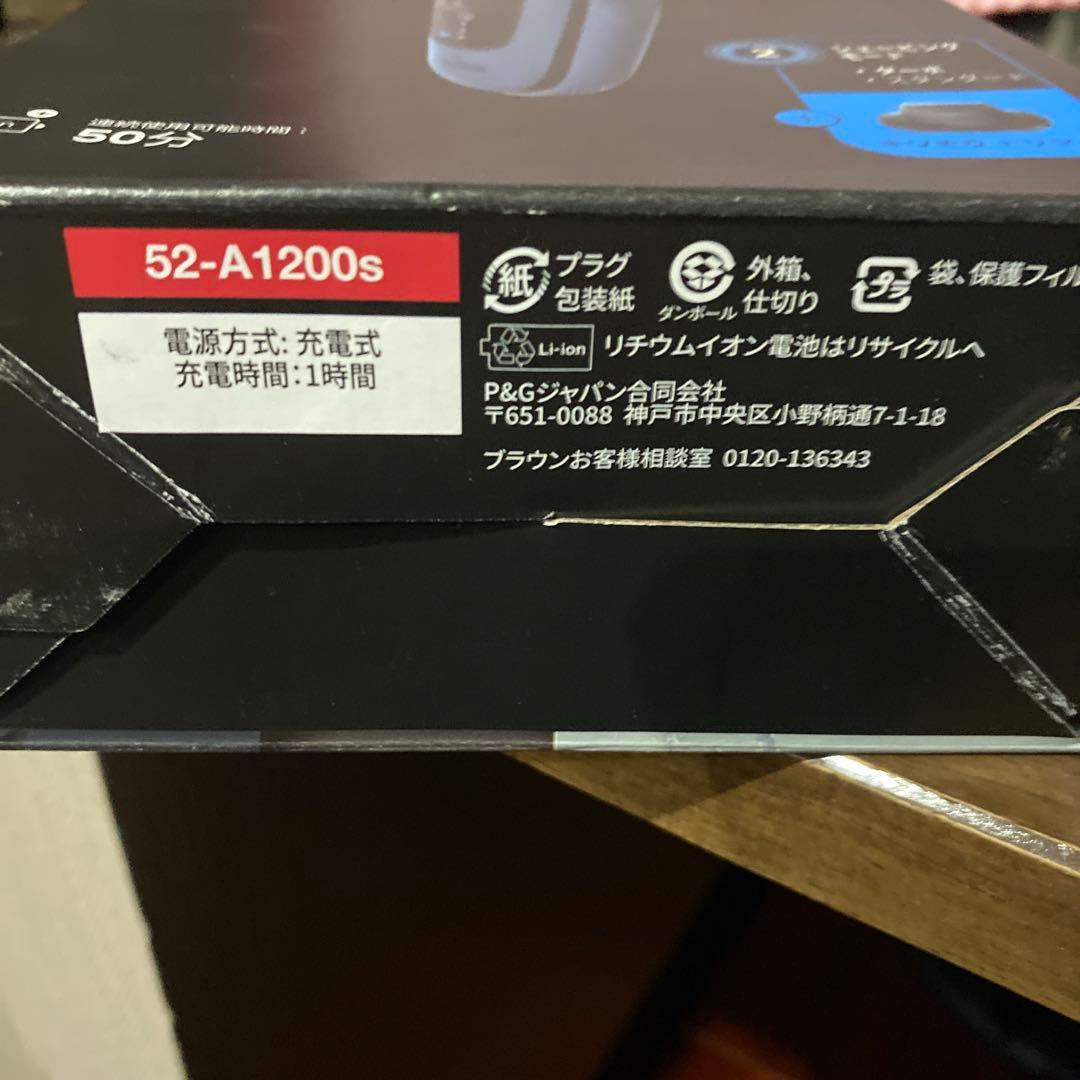 連続使用可能時間：
50分
52-A1200s
電源方式: 充電式
充電時間：1時間
紙
プラグ
包装紙
ダンボール
外箱、
仕切り
プラ
袋、保護フィル
Li-ion
リチウムイオン電池はリサイクルへ
P&Gジャパン合同会社
〒651-0088 神戸市中央区小野柄通7-1-18
ブラウンお客様相談室 0120-136343